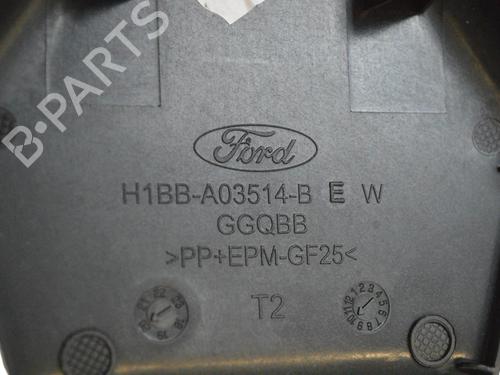 B-PARTS
Ford
H1BB-A03514-B E W
GGQBB
>PP+EPM-GF25<
T2